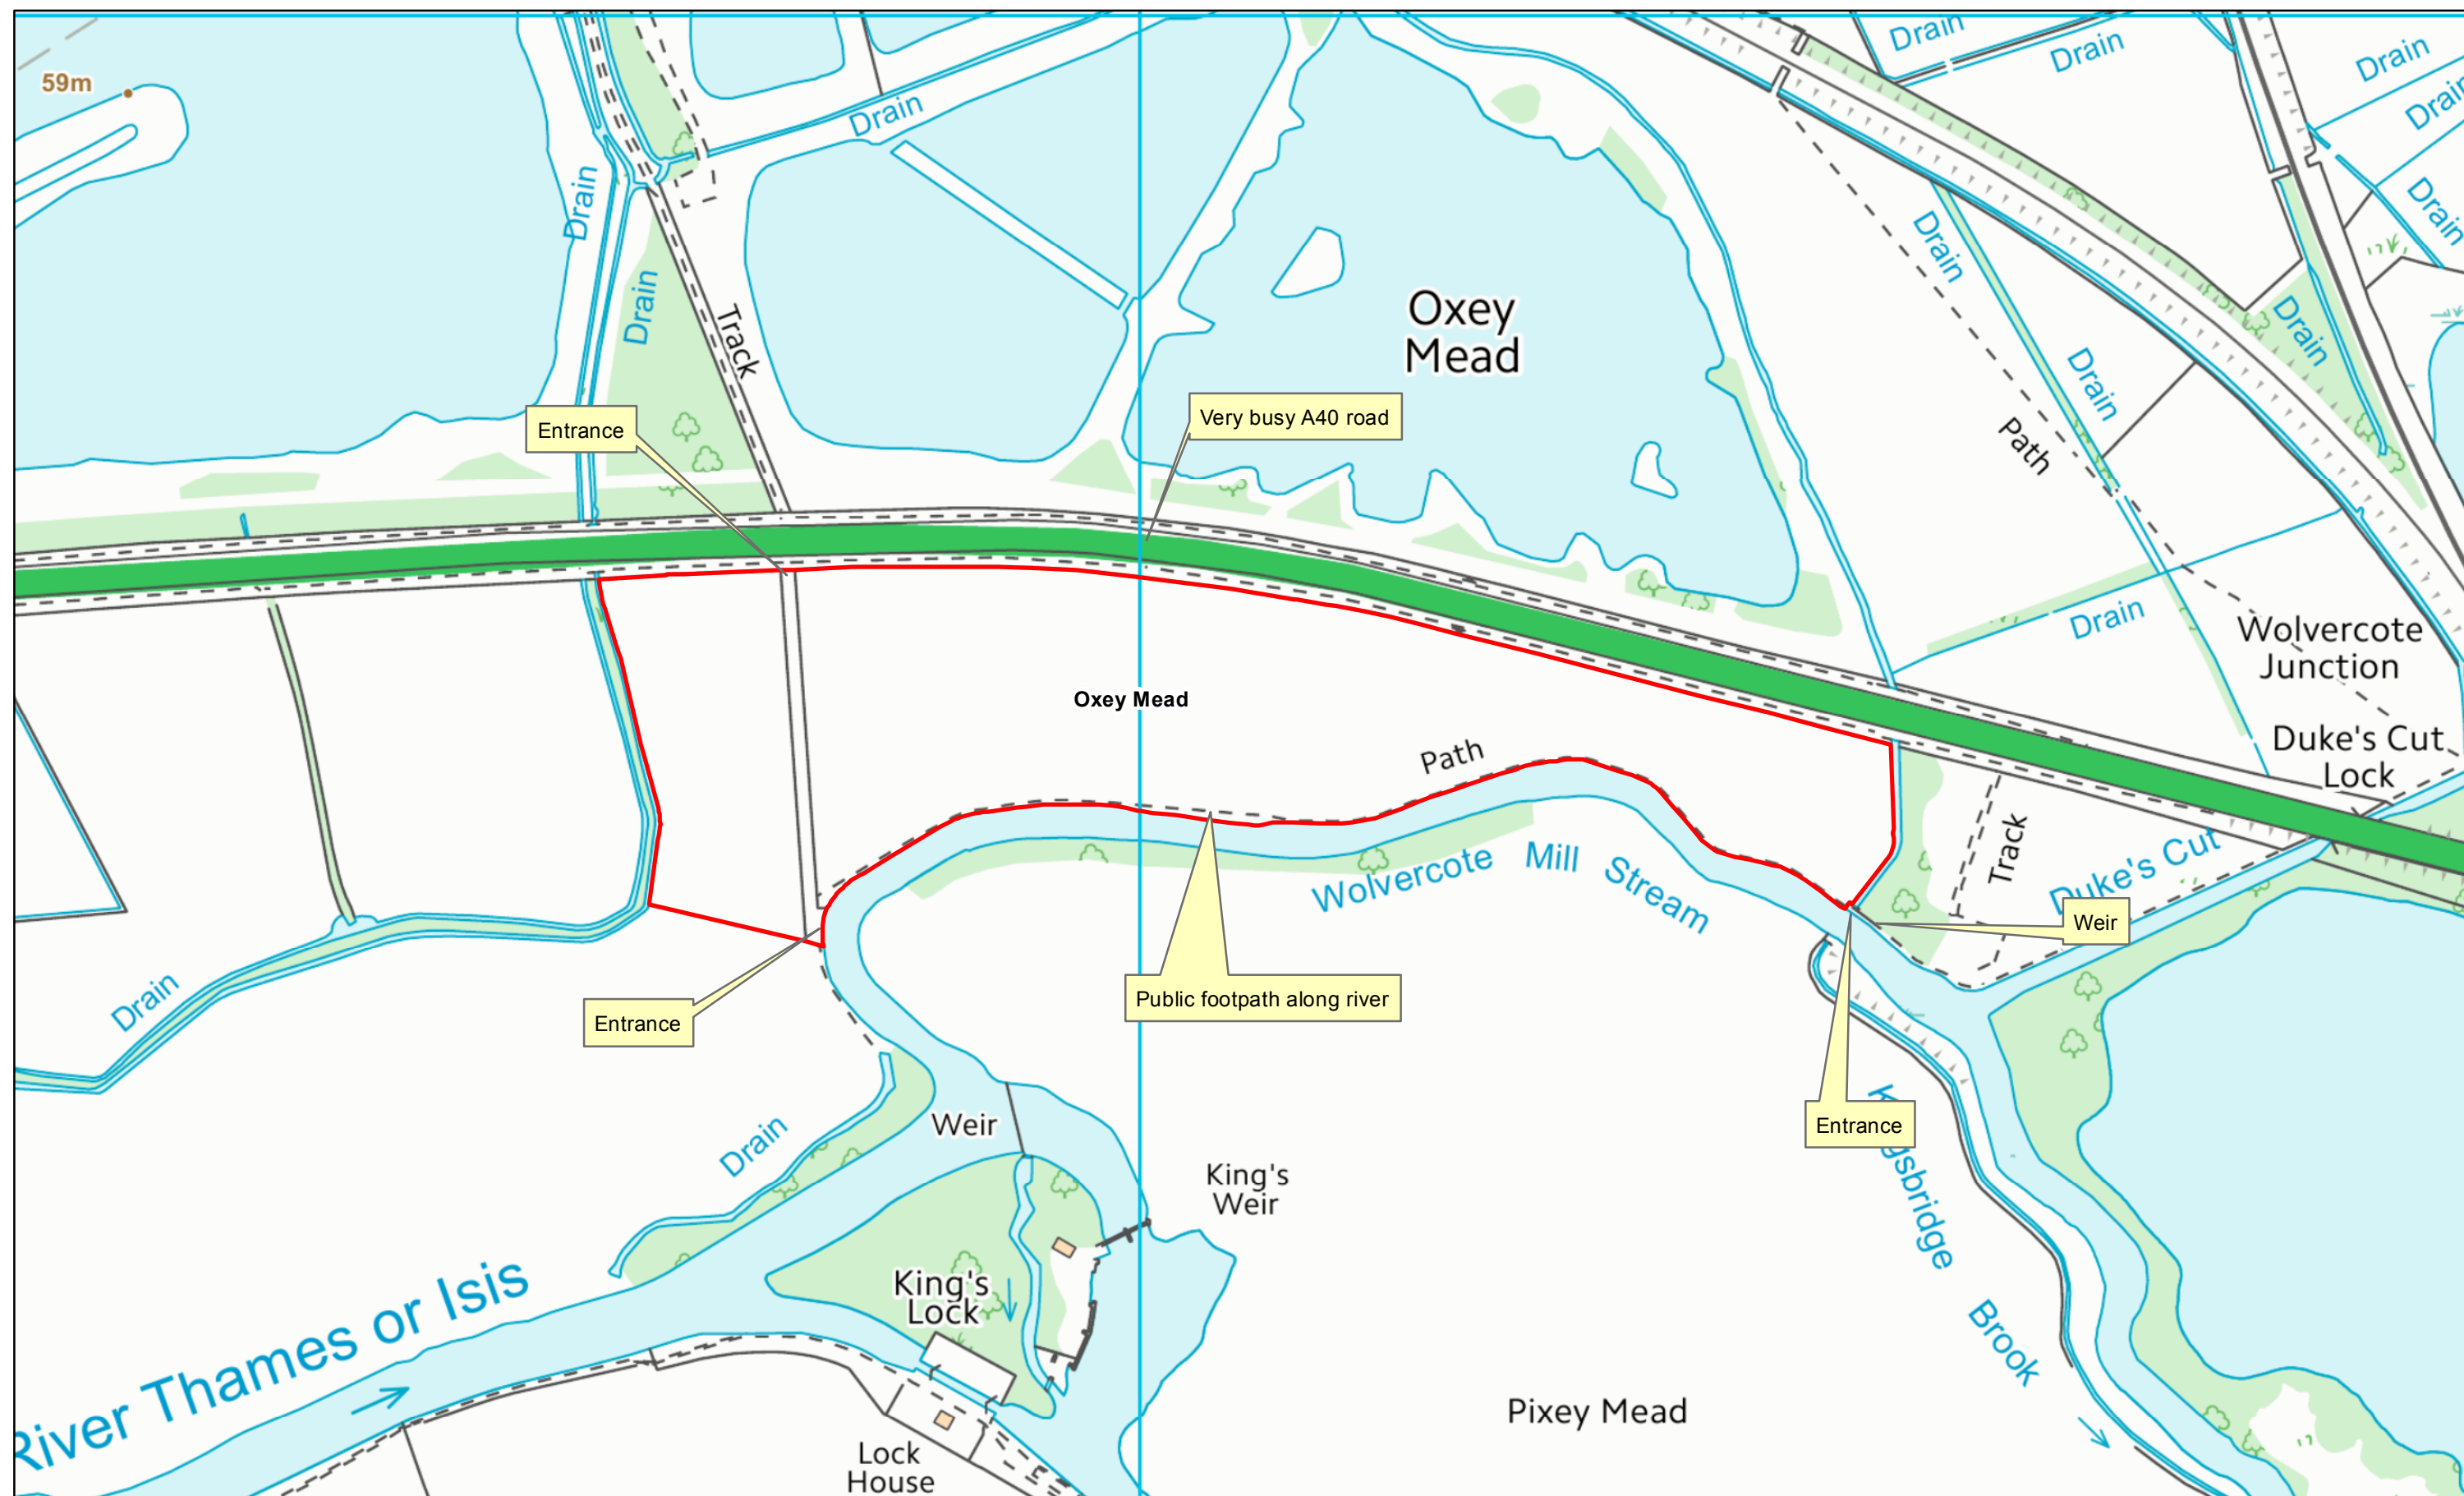 59m
Drain
Drain
Drain
Drain
Drain
Drain
Drain
Drain
Track
Oxey
Mead
Drain
Drain
Drain
Path
Entrance
Very busy A40 road
Drain
Wolvercote
Junction
Oxey Mead
Path
Duke's Cut
Lock
Track
Wolvercote Mill Stream
Duke's Cut
Weir
Drain
Entrance
Public footpath along river
Entrance
Kingsbridge
Brook
Weir
Drain
King's
Weir
King's
Lock
River Thames or Isis
Pixey Mead
Lock
House